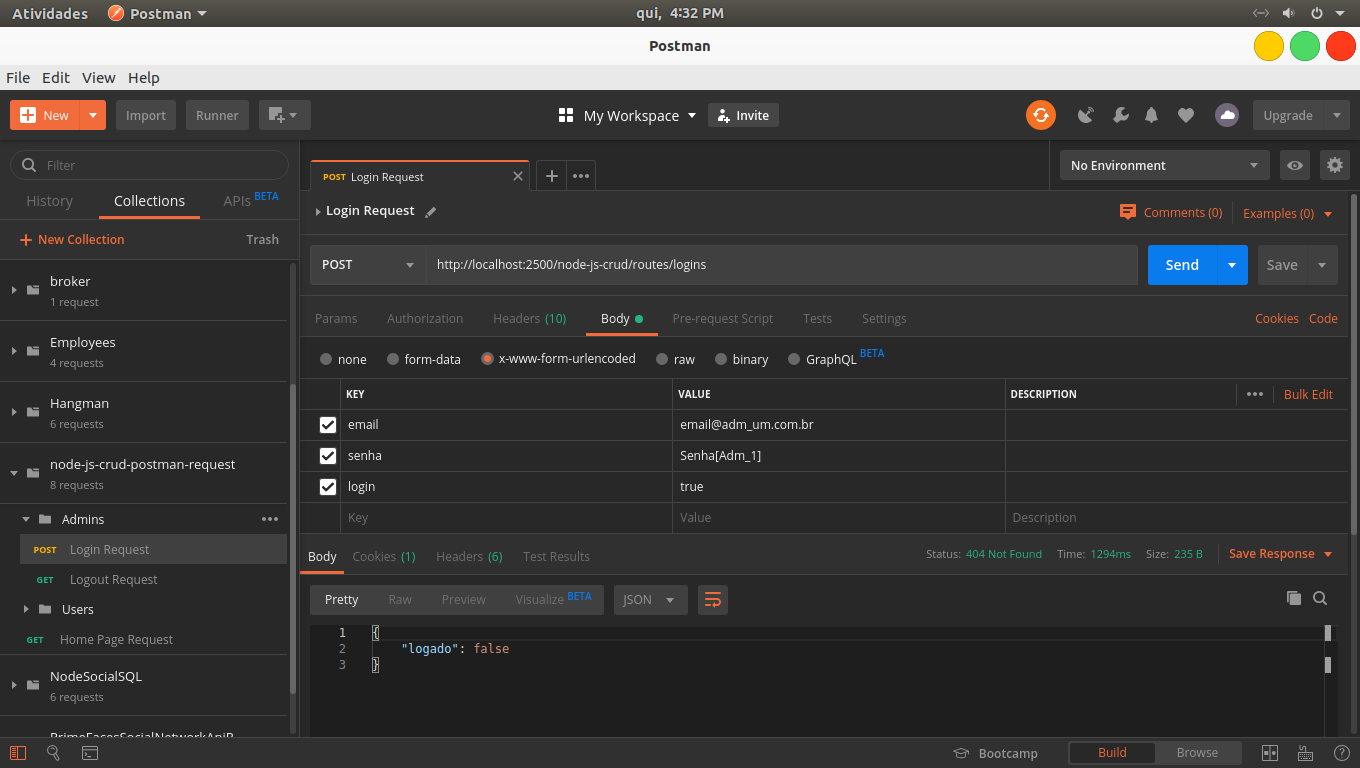 Atividades Postman qui, 4:32 PM
Postman
File Edit View Help
New Import Runner My Workspace Invite Upgrade
Filter
History Collections APIs BETA
New Collection Trash
broker
1 request
Employees
4 requests
Hangman
6 requests
node-js-crud-postman-request
8 requests
Admins
POST Login Request
GET Logout Request
Users
GET Home Page Request
NodeSocialSQL
6 requests
PrimeFacesSocialNetworkApiR
POST Login Request
No Environment
Login Request
Comments (0) Examples (0)
POST http://localhost:2500/node-js-crud/routes/logins Send Save
Params Authorization Headers (10) Body Pre-request Script Tests Settings Cookies Code
none form-data x-www-form-urlencoded raw binary GraphQL BETA
KEY VALUE DESCRIPTION Bulk Edit
email email@adm_um.com.br
senha Senha[Adm_1]
login true
Key Value Description
Body Cookies (1) Headers (6) Test Results Status: 404 Not Found Time: 1294ms Size: 235 B Save Response
Pretty Raw Preview Visualize BETA JSON
1 {
2 "logado": false
3 }
Bootcamp Build Browse